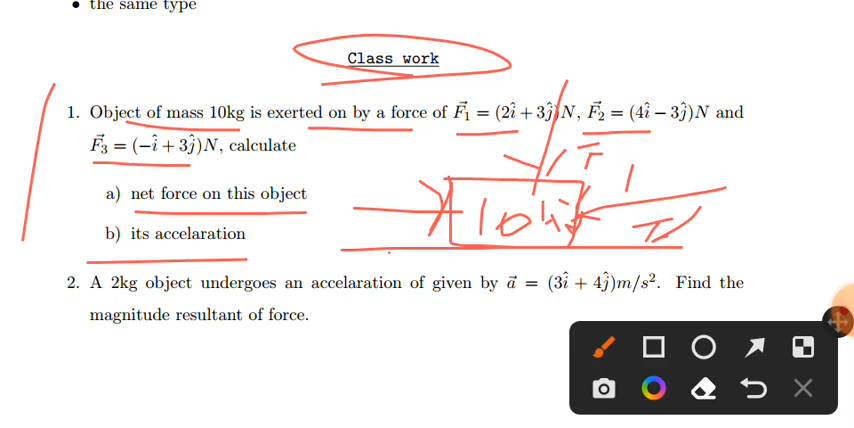 • the same type
Class work
1. Object of mass 10kg is exerted on by a force of F⃗₁ = (2î + 3ĵ)N, F⃗₂ = (4î – 3ĵ)N and
F⃗₃ = (−î + 3ĵ)N, calculate
a) net force on this object
b) its accelaration
10kg
2. A 2kg object undergoes an accelaration of given by a⃗ = (3î + 4ĵ)m/s². Find the
magnitude resultant of force.